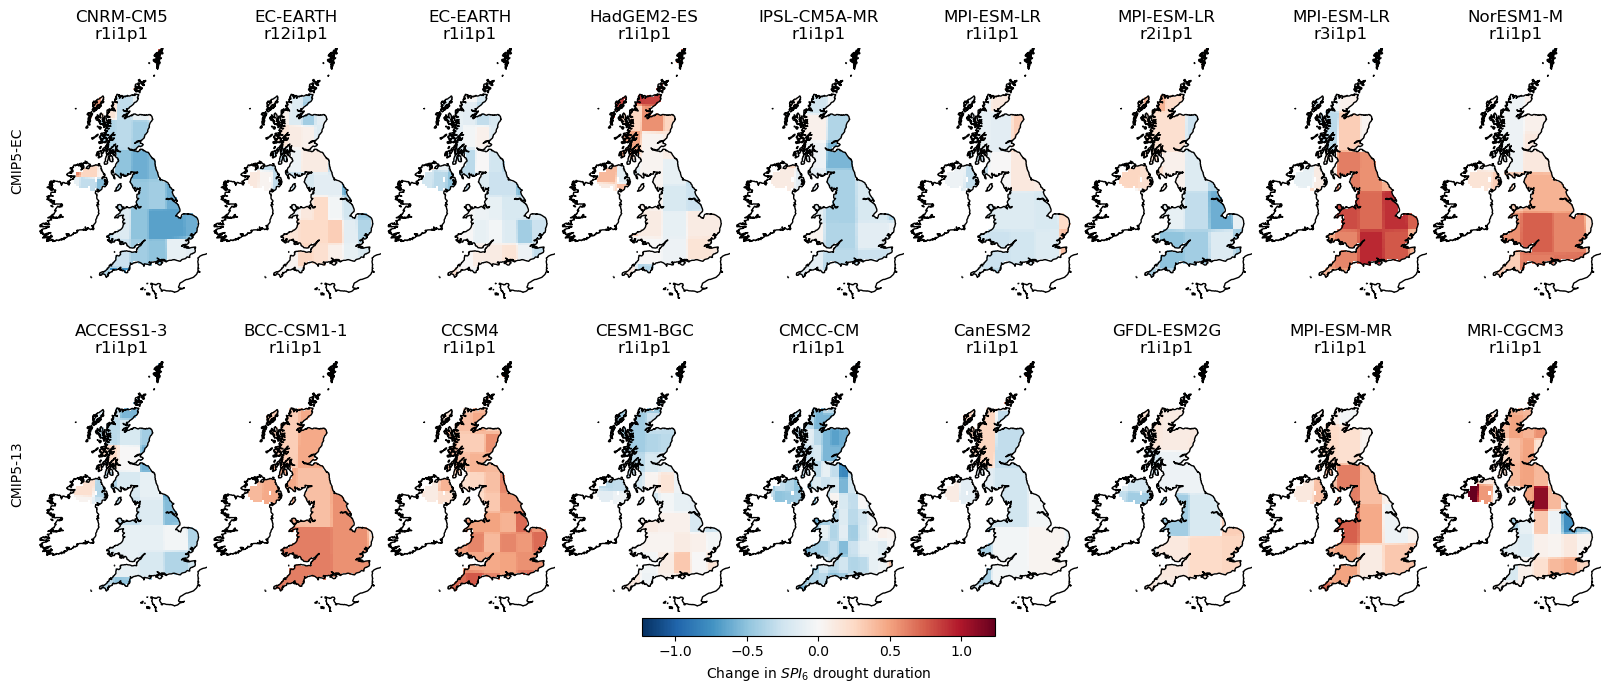 CNRM-CM5 EC-EARTH EC-EARTH HadGEM2-ES IPSL-CM5A-MR MPI-ESM-LR MPI-ESM-LR MPI-ESM-LR NorESM1-M
r1i1p1 r12i1p1 r1i1p1 r1i1p1 r1i1p1 r1i1p1 r2i1p1 r3i1p1 r1i1p1
CMIP5-EC
ACCESS1-3 BCC-CSM1-1 CCSM4 CESM1-BGC CMCC-CM CanESM2 GFDL-ESM2G MPI-ESM-MR MRI-CGCM3
r1i1p1 r1i1p1 r1i1p1 r1i1p1 r1i1p1 r1i1p1 r1i1p1 r1i1p1 r1i1p1
CMIP5-13
−1.0 −0.5 0.0 0.5 1.0
Change in SPI₆ drought duration